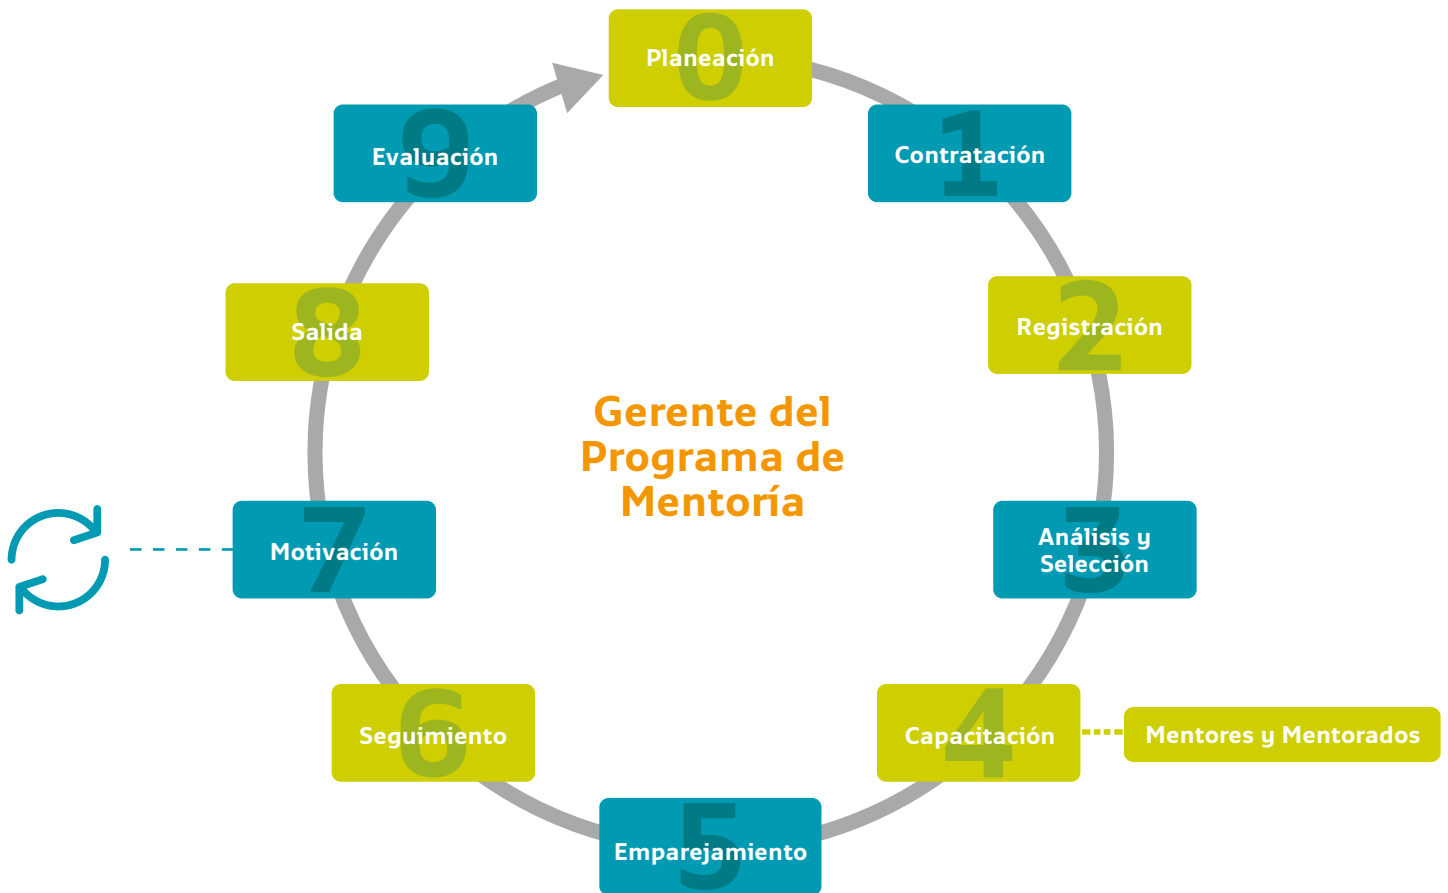 0
Planeación
1
Contratación
2
Registración
3
Análisis y
Selección
4
Capacitación
Mentores y Mentorados
5
Emparejamiento
6
Seguimiento
7
Motivación
8
Salida
9
Evaluación
Gerente del
Programa de
Mentoría